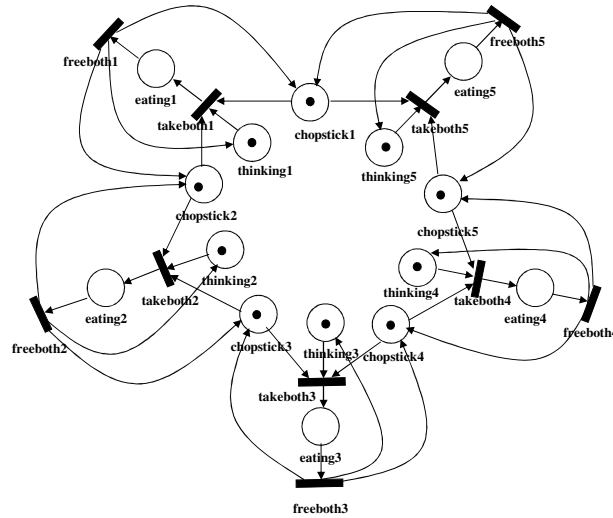 freeboth1
freeboth5
eating1
eating5
takeboth1
chopstick1
takeboth5
thinking1
thinking5
chopstick2
chopstick5
thinking2
thinking4
takeboth2
takeboth4
eating2
eating4
freeboth4
freeboth2
chopstick3
thinking3
chopstick4
takeboth3
eating3
freeboth3